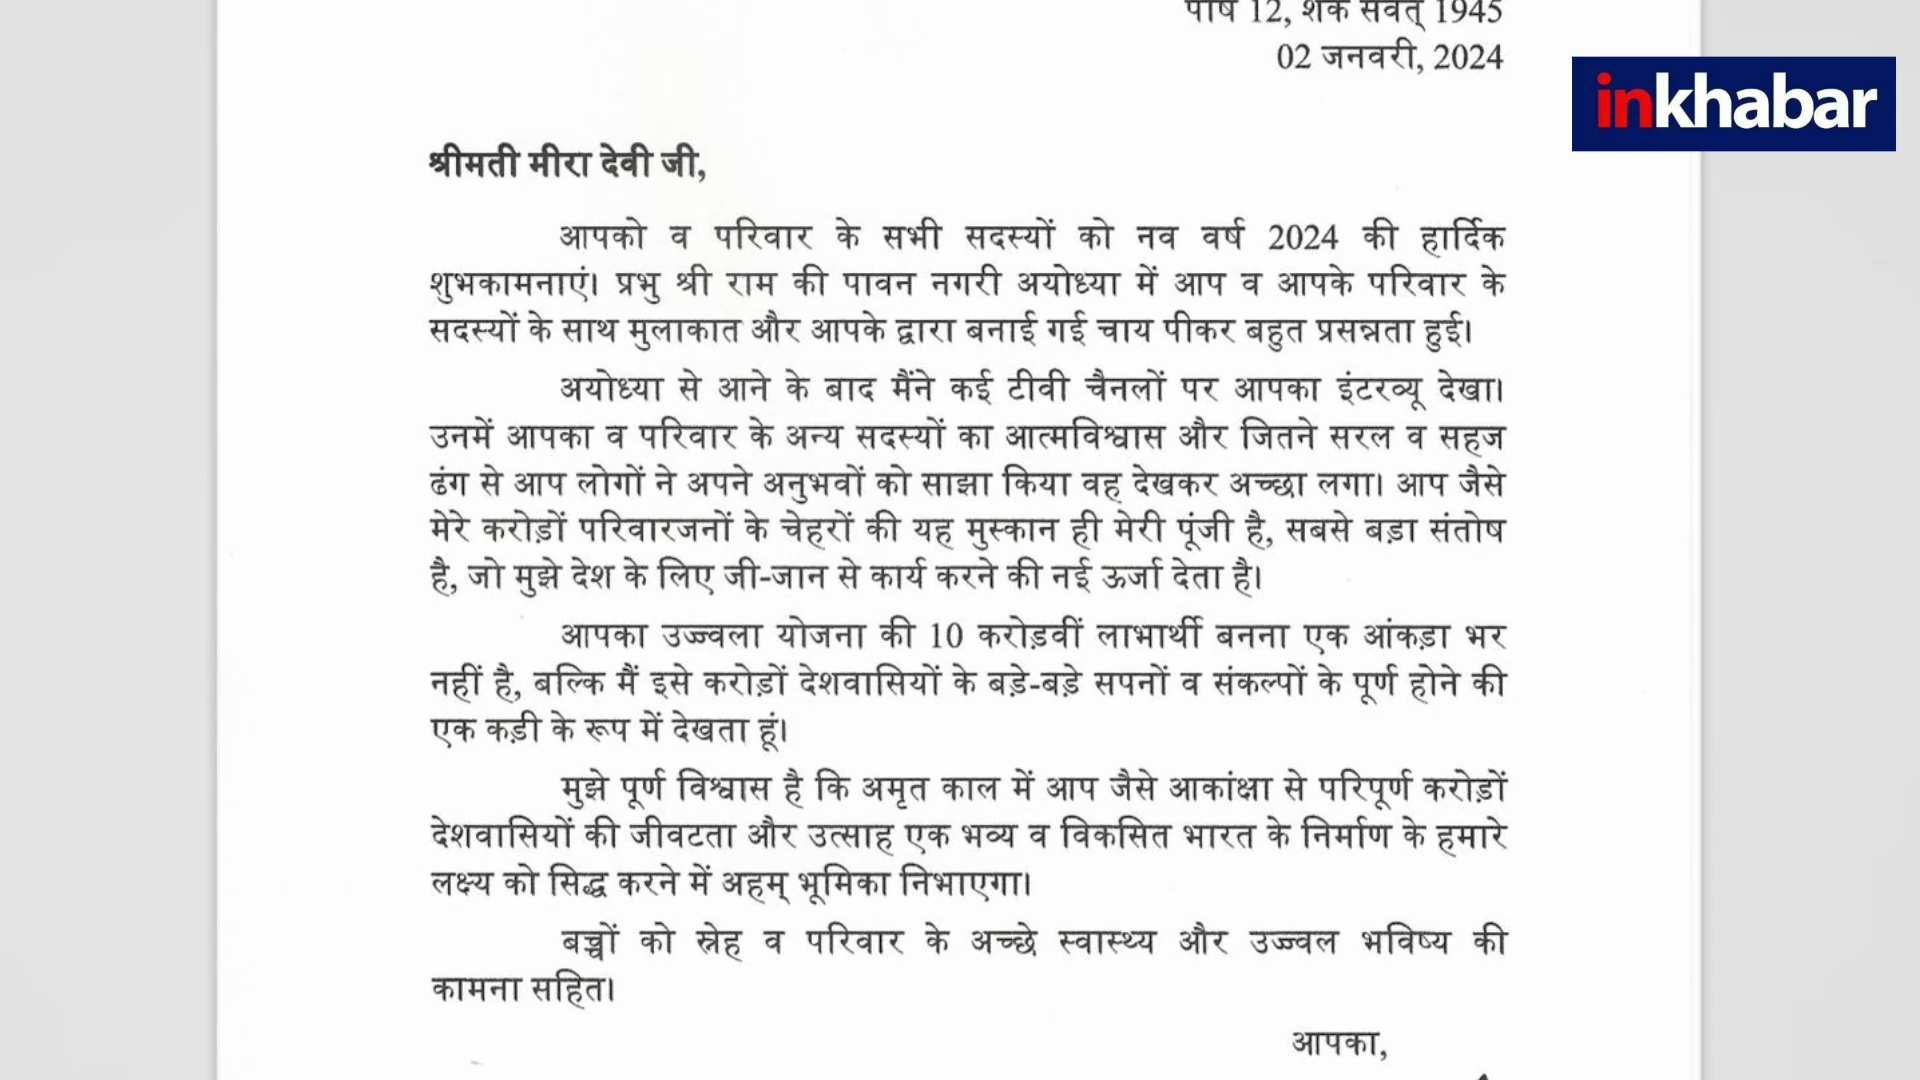 पौष 12, शक संवत् 1945
02 जनवरी, 2024
inkhabar
श्रीमती मीरा देवी जी,
आपको व परिवार के सभी सदस्यों को नव वर्ष 2024 की हार्दिक
शुभकामनाएं। प्रभु श्री राम की पावन नगरी अयोध्या में आप व आपके परिवार के
सदस्यों के साथ मुलाकात और आपके द्वारा बनाई गई चाय पीकर बहुत प्रसन्नता हुई।
अयोध्या से आने के बाद मैंने कई टीवी चैनलों पर आपका इंटरव्यू देखा।
उनमें आपका व परिवार के अन्य सदस्यों का आत्मविश्वास और जितने सरल व सहज
ढंग से आप लोगों ने अपने अनुभवों को साझा किया वह देखकर अच्छा लगा। आप जैसे
मेरे करोड़ों परिवारजनों के चेहरों की यह मुस्कान ही मेरी पूंजी है, सबसे बड़ा संतोष
है, जो मुझे देश के लिए जी-जान से कार्य करने की नई ऊर्जा देता है।
आपका उज्ज्वला योजना की 10 करोड़वीं लाभार्थी बनना एक आंकड़ा भर
नहीं है, बल्कि मैं इसे करोड़ों देशवासियों के बड़े-बड़े सपनों व संकल्पों के पूर्ण होने की
एक कड़ी के रूप में देखता हूं।
मुझे पूर्ण विश्वास है कि अमृत काल में आप जैसे आकांक्षा से परिपूर्ण करोड़ों
देशवासियों की जीवटता और उत्साह एक भव्य व विकसित भारत के निर्माण के हमारे
लक्ष्य को सिद्ध करने में अहम् भूमिका निभाएगा।
बच्चों को स्नेह व परिवार के अच्छे स्वास्थ्य और उज्ज्वल भविष्य की
कामना सहित।
आपका,